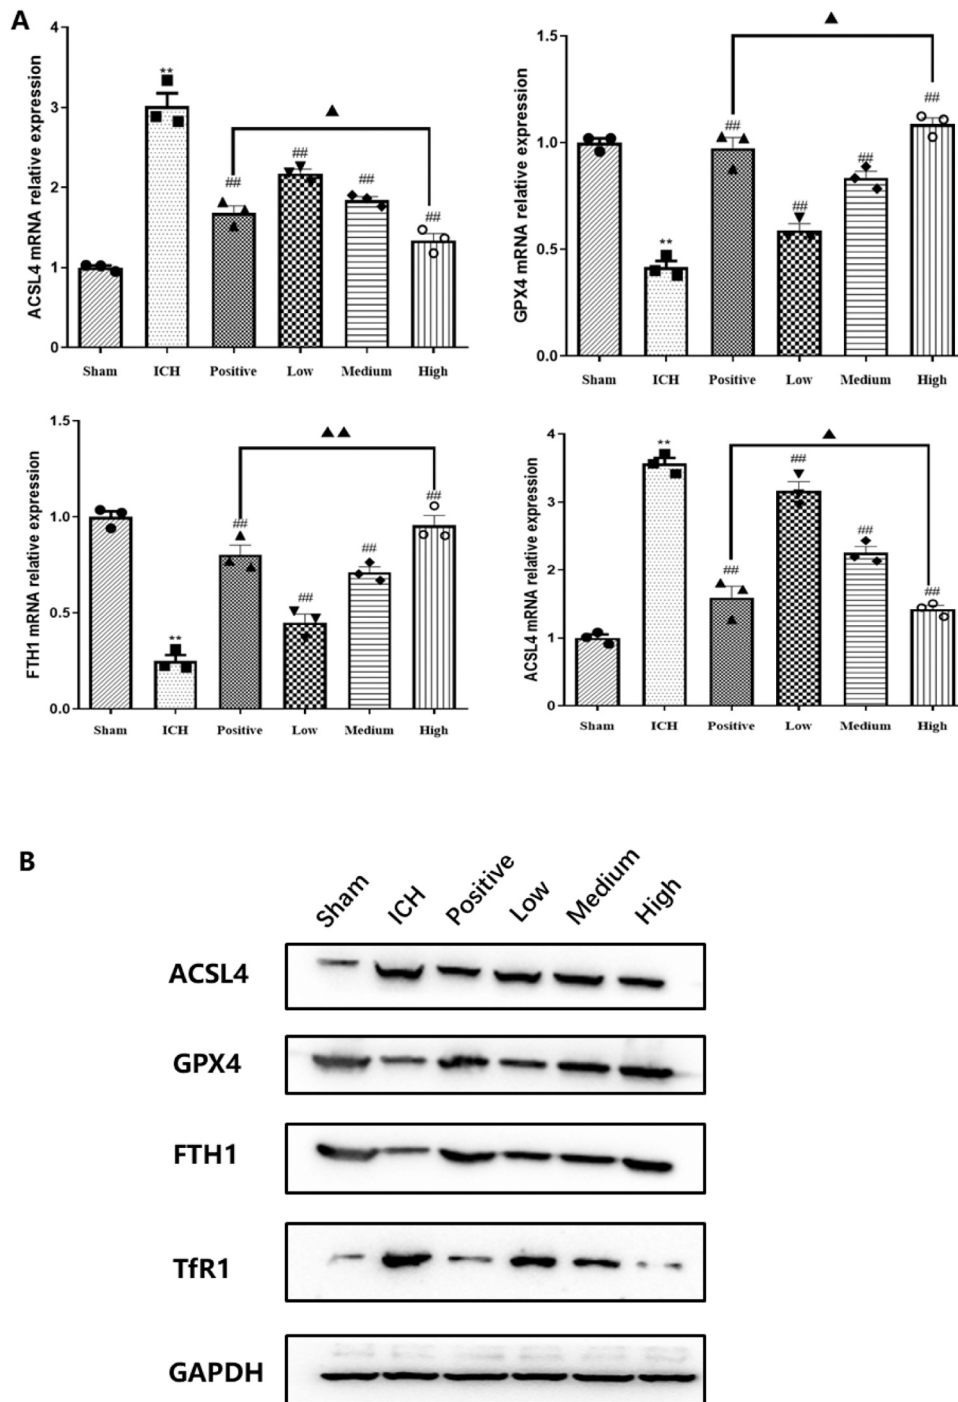 A
ACSL4 mRNA relative expression
4
3
2
1
0
**
##
##
##
##
▲
Sham ICH Positive Low Medium High
GPX4 mRNA relative expression
1.5
1.0
0.5
0.0
**
##
##
##
##
▲
Sham ICH Positive Low Medium High
FTH1 mRNA relative expression
1.5
1.0
0.5
0.0
**
##
##
##
##
▲▲
Sham ICH Positive Low Medium High
ACSL4 mRNA relative expression
4
3
2
1
0
**
##
##
##
##
▲
Sham ICH Positive Low Medium High
B
Sham ICH Positive Low Medium High
ACSL4
GPX4
FTH1
TfR1
GAPDH